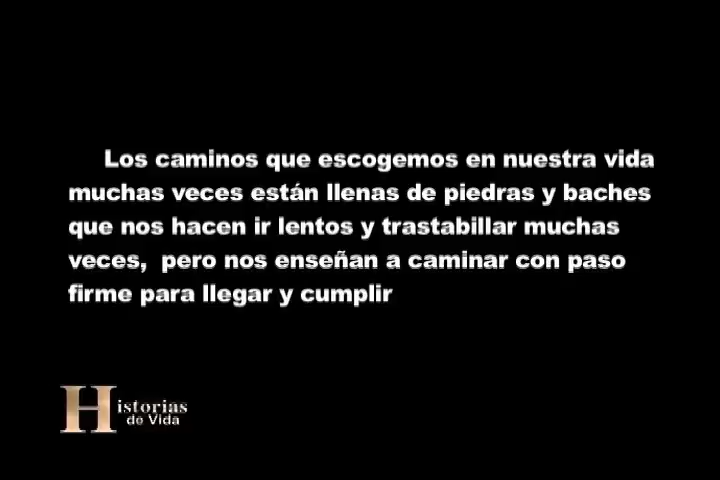 Los caminos que escogemos en nuestra vida
muchas veces están llenas de piedras y baches
que nos hacen ir lentos y trastabillar muchas
veces, pero nos enseñan a caminar con paso
firme para llegar y cumplir
Historias
de Vida